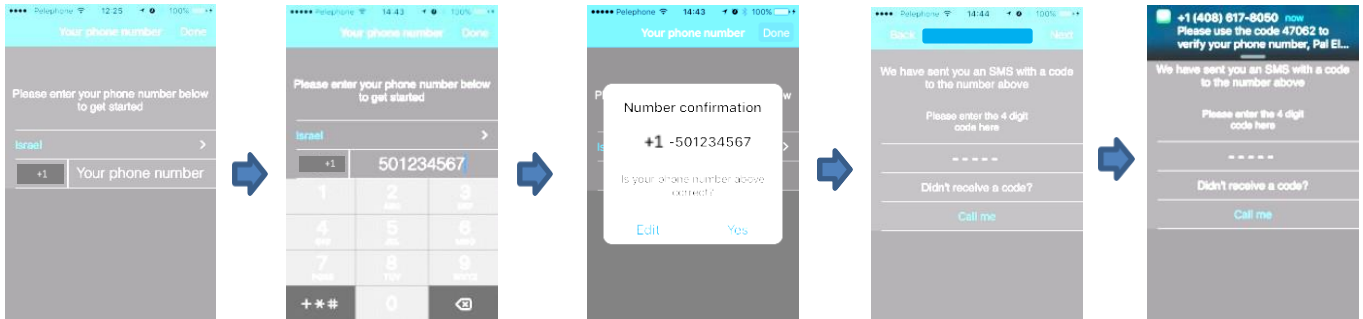 Pelephone 12:25 100%
Your phone number Done
Please enter your phone number below
to get started
Israel
+1 Your phone number
Pelephone 14:43 100%
Your phone number Done
Please enter your phone number below
to get started
Israel
+1 501234567
1 2 3
ABC DEF
4 5 6
GHI JKL MNO
7 8 9
PQRS TUV WXYZ
+*# 0
Pelephone 14:43 100%
Your phone number Done
Number confirmation
+1 -501234567
Is your phone number above
correct?
Edit Yes
Pelephone 14:44 100%
Back Next
We have sent you an SMS with a code
to the number above
Please enter the 4 digit
code here
- - - - -
Didn't receive a code?
Call me
+1 (408) 617-8050 now
Please use the code 47062 to
verify your phone number, Pal El...
We have sent you an SMS with a code
to the number above
Please enter the 4 digit
code here
- - - - -
Didn't receive a code?
Call me